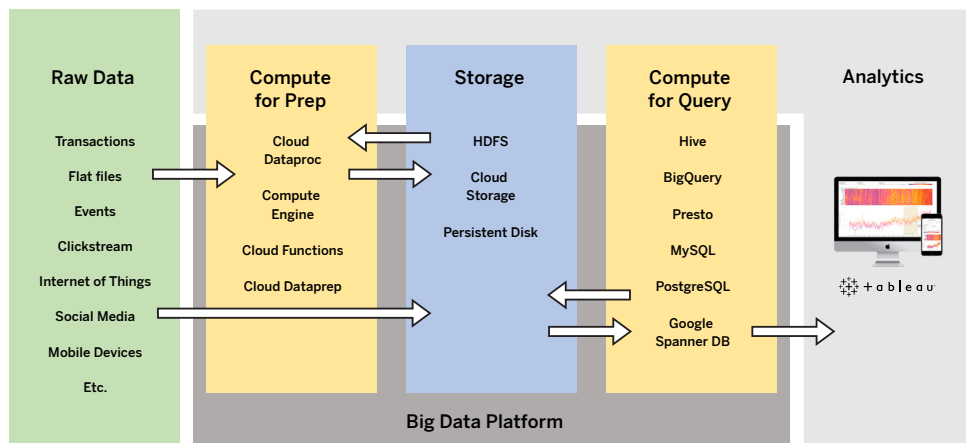 Raw Data
Transactions
Flat files
Events
Clickstream
Internet of Things
Social Media
Mobile Devices
Etc.
Compute
for Prep
Cloud
Dataproc
Compute
Engine
Cloud Functions
Cloud Dataprep
Storage
HDFS
Cloud
Storage
Persistent Disk
Compute
for Query
Hive
BigQuery
Presto
MySQL
PostgreSQL
Google
Spanner DB
Analytics
+ a b l e a u
Big Data Platform